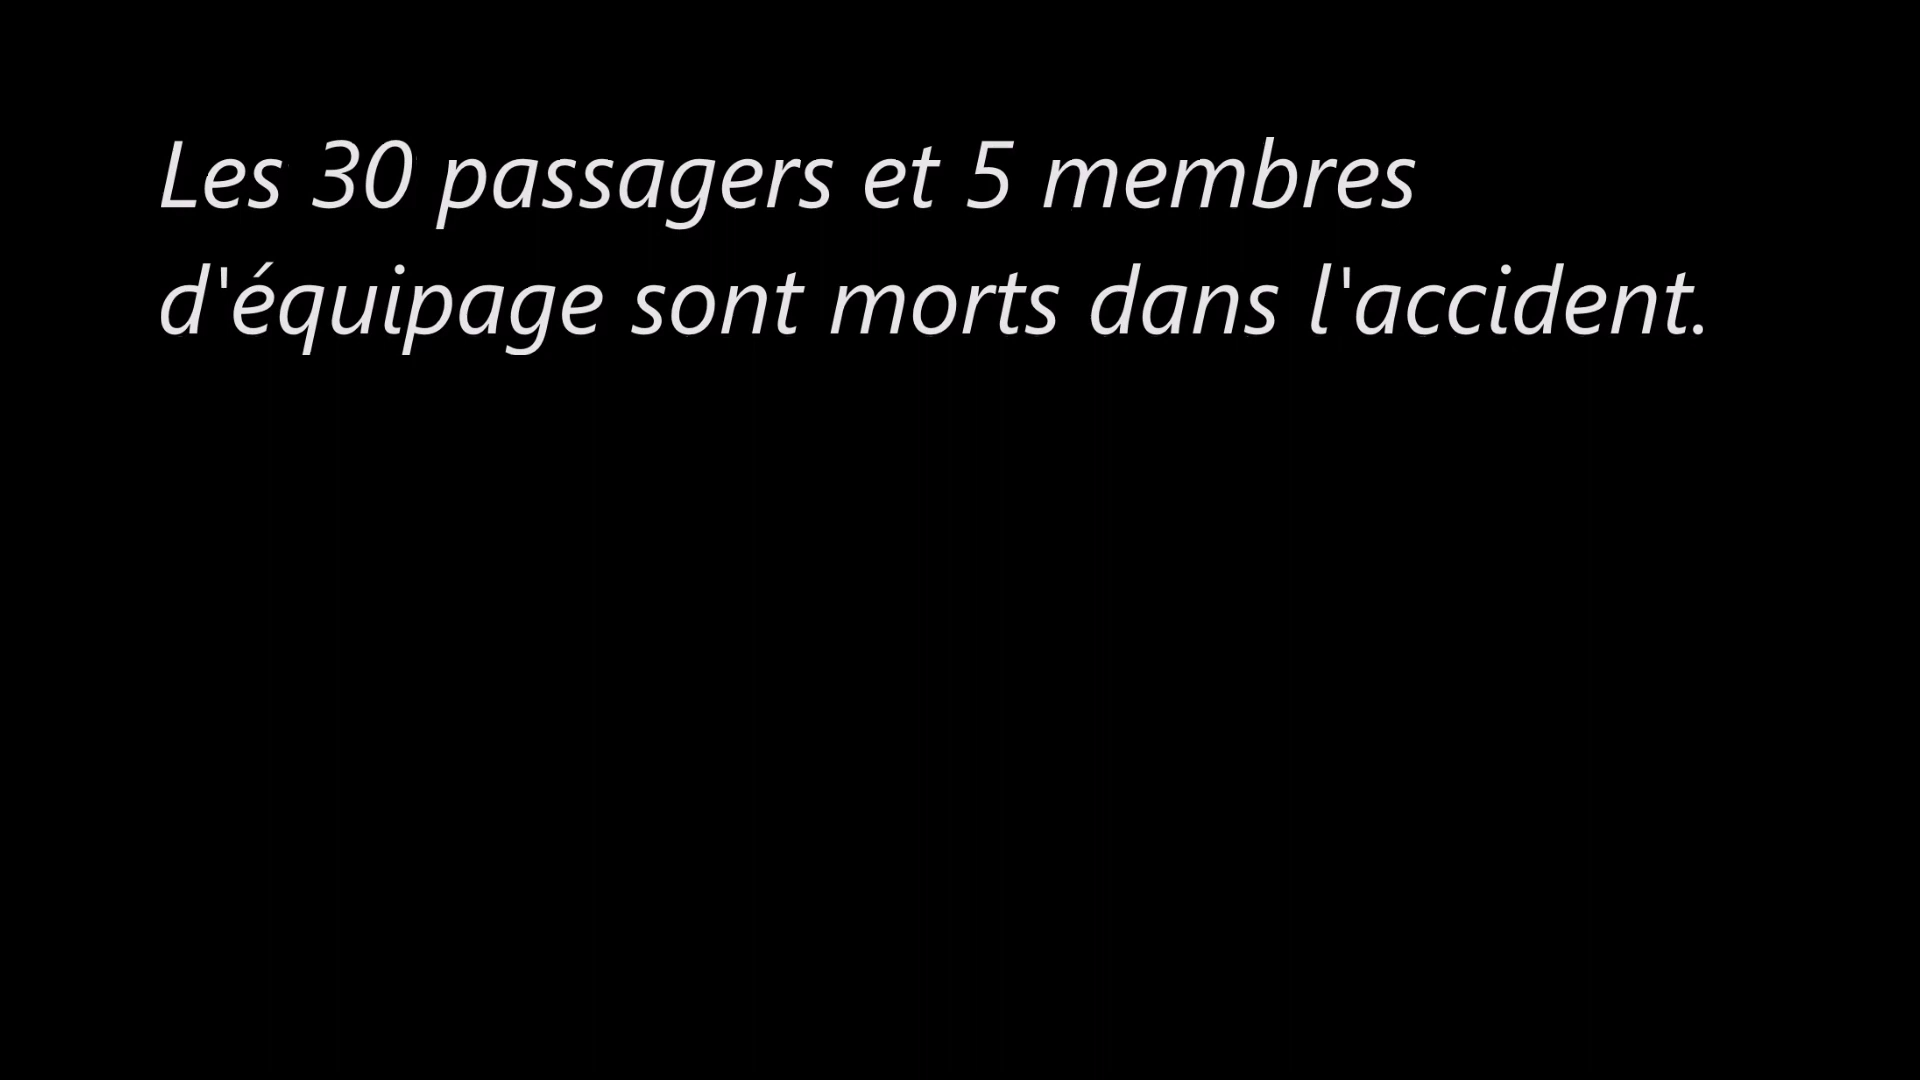 Les 30 passagers et 5 membres
d'équipage sont morts dans l'accident.